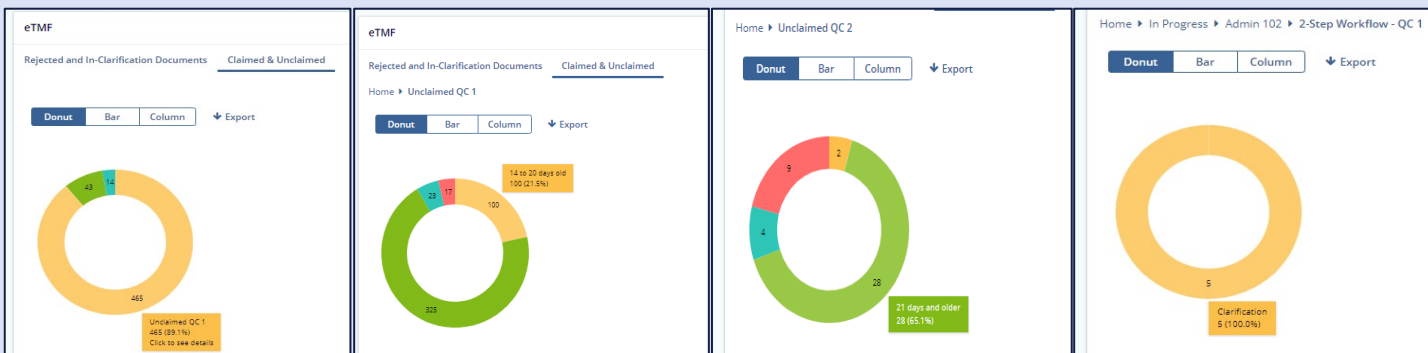 eTMF
Rejected and In-Clarification Documents Claimed & Unclaimed
Donut Bar Column Export
43
14
465
Unclaimed QC 1
465 (89.1%)
Click to see details
eTMF
Rejected and In-Clarification Documents Claimed & Unclaimed
Home Unclaimed QC 1
Donut Bar Column Export
14 to 20 days old
100 (21.5%)
23
17
100
325
Home Unclaimed QC 2
Donut Bar Column Export
2
9
4
28
21 days and older
28 (65.1%)
Home In Progress Admin 102 2-Step Workflow - QC 1
Donut Bar Column Export
5
Clarification
5 (100.0%)